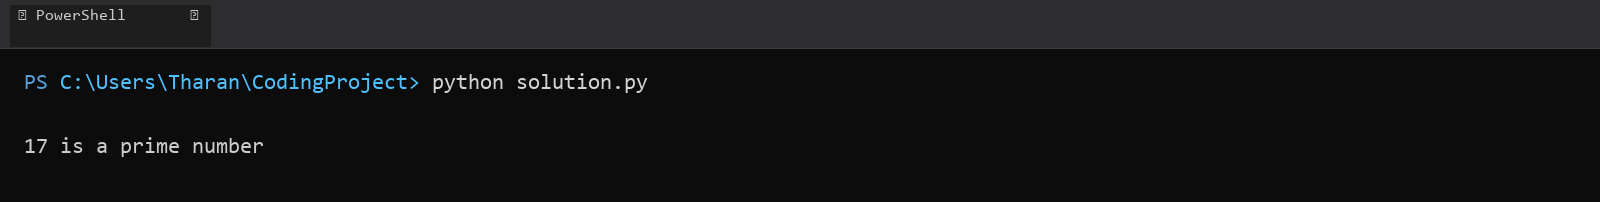 PowerShell
PS C:\Users\Tharan\CodingProject> python solution.py
17 is a prime number